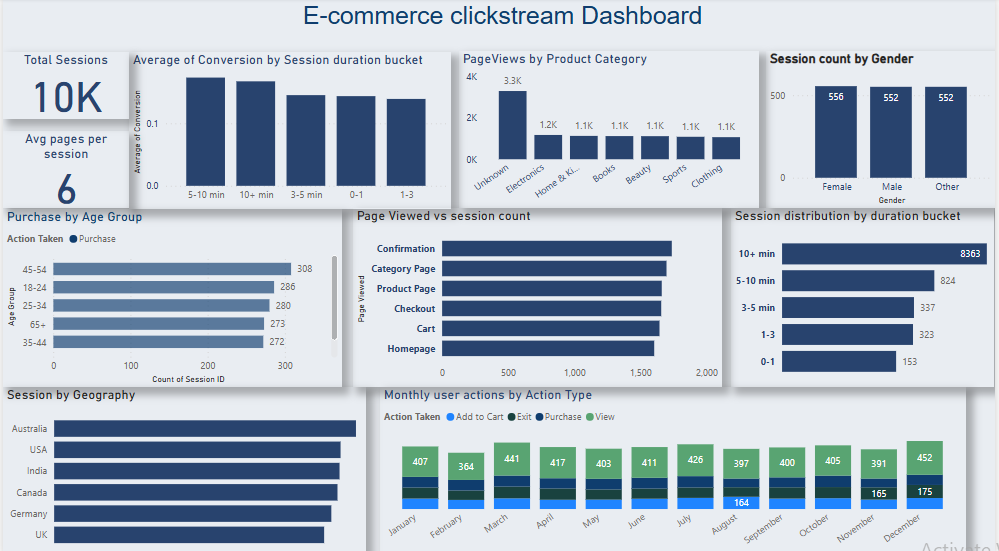 E-commerce clickstream Dashboard
Total Sessions
10K
Avg pages per
session
6
Average of Conversion by Session duration bucket
Average of Conversion
0.1
0.0
5-10 min 10+ min 3-5 min 0-1 1-3
PageViews by Product Category
4K
2K
0K
3.3K 1.2K 1.1K 1.1K 1.1K 1.1K 1.1K
Unknown Electronics Home & Ki... Books Beauty Sports Clothing
Session count by Gender
500
0
556 552 552
Female Male Other
Gender
Purchase by Age Group
Action Taken Purchase
Age Group
45-54 308
18-24 286
25-34 280
65+ 273
35-44 272
0 100 200 300
Count of Session ID
Page Viewed vs session count
Page Viewed
Confirmation
Category Page
Product Page
Checkout
Cart
Homepage
0 500 1,000 1,500 2,000
Session distribution by duration bucket
10+ min 8363
5-10 min 824
3-5 min 337
1-3 323
0-1 153
Session by Geography
Australia
USA
India
Canada
Germany
UK
Monthly user actions by Action Type
Action Taken Add to Cart Exit Purchase View
407 364 441 417 403 411 426 397 400 405 391 452
165 175
164
January February March April May June July August September October November December
Activate